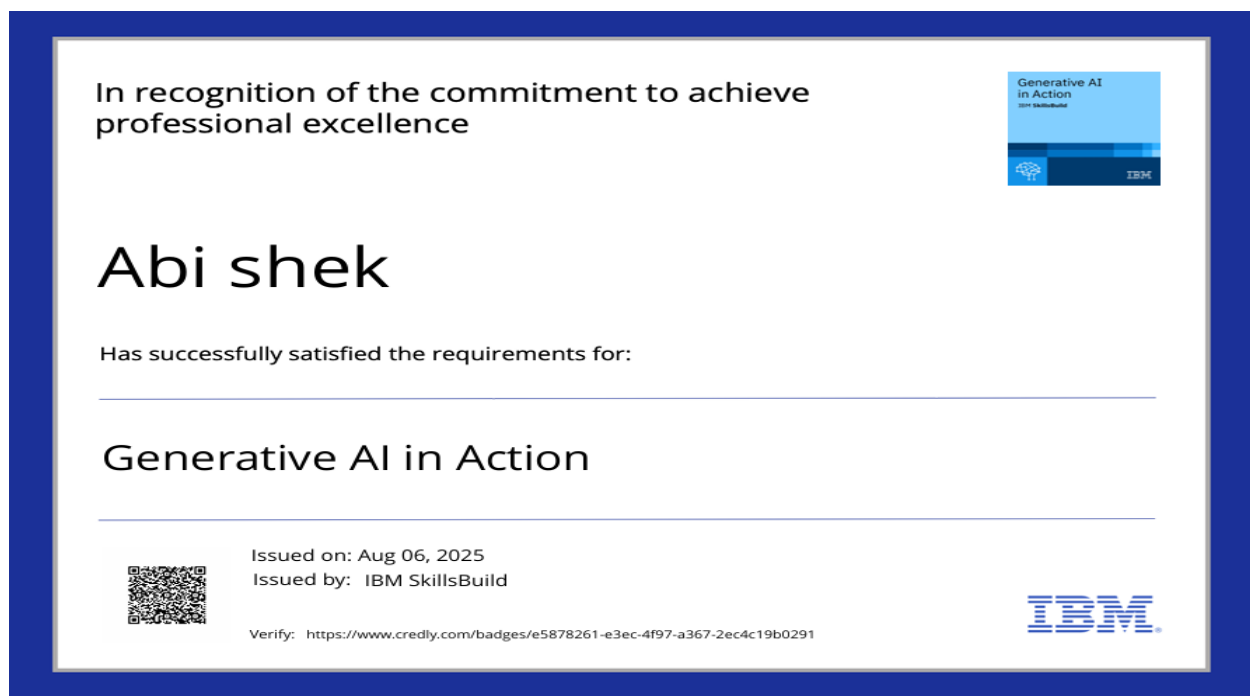 In recognition of the commitment to achieve
professional excellence
Generative AI
in Action
IBM SkillsBuild
IBM
Abi shek
Has successfully satisfied the requirements for:
Generative AI in Action
Issued on: Aug 06, 2025
Issued by: IBM SkillsBuild
Verify: https://www.credly.com/badges/e5878261-e3ec-4f97-a367-2ec4c19b0291
IBM.